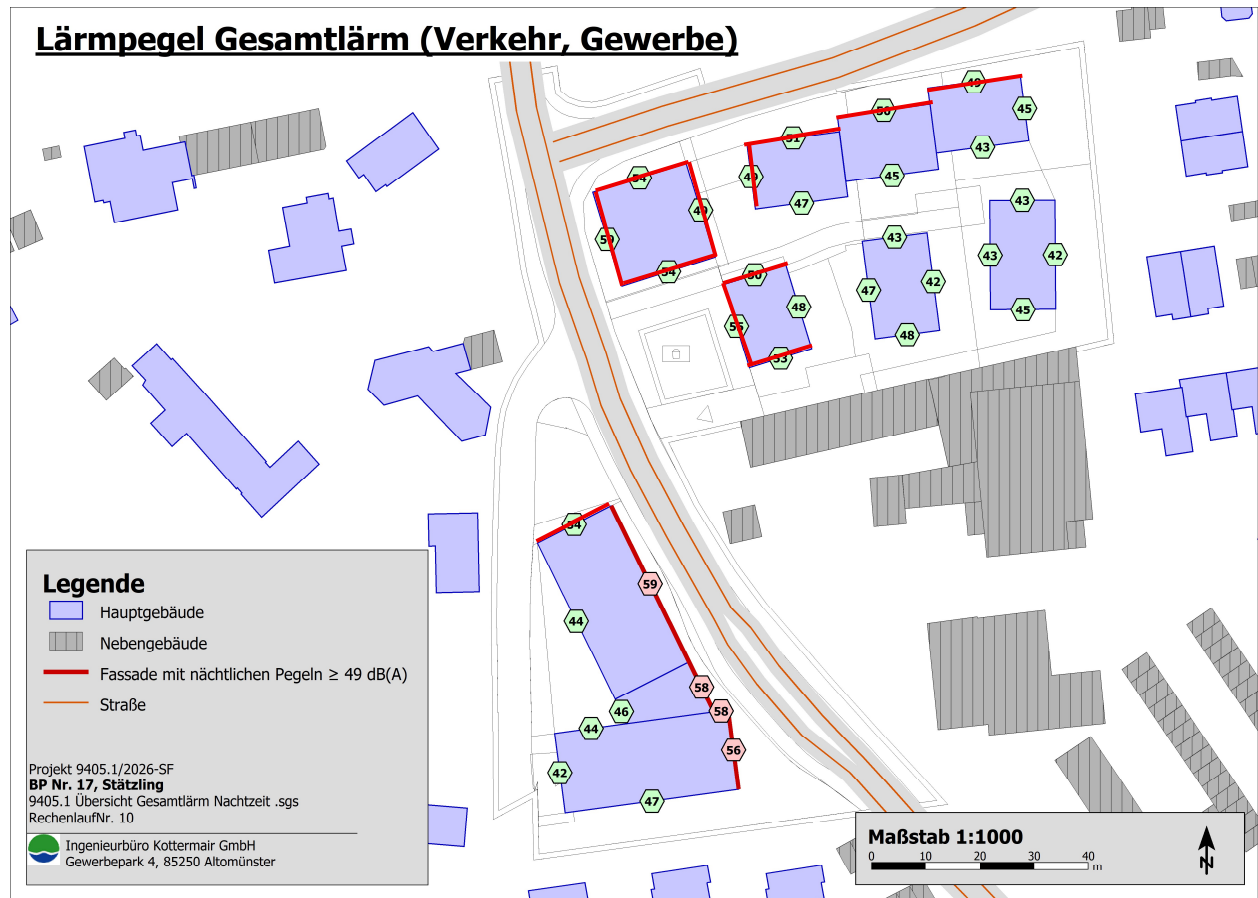 Lärmpegel Gesamtlärm (Verkehr, Gewerbe)
49
45
50
51
43
54
49
45
47
49
43
43
43
42
54
50
42
47
48
45
55
48
53
54
59
44
58
46
58
44
56
42
47
Legende
Hauptgebäude
Nebengebäude
Fassade mit nächtlichen Pegeln ≥ 49 dB(A)
Straße
Projekt 9405.1/2026-SF
BP Nr. 17, Stätzling
9405.1 Übersicht Gesamtlärm Nachtzeit .sgs
RechenlaufNr. 10
Ingenieurbüro Kottermair GmbH
Gewerbepark 4, 85250 Altomünster
Maßstab 1:1000
0 10 20 30 40
m
N